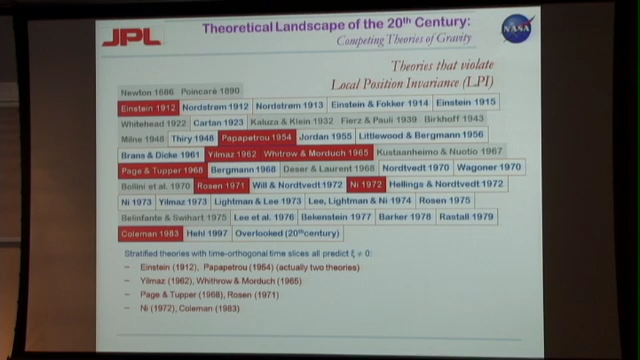 JPL
Theoretical Landscape of the 20th Century:
Competing Theories of Gravity
NASA
Theories that violate
Local Position Invariance (LPI)
Newton 1686 Poincaré 1890
Einstein 1912 Nordstrøm 1912 Nordstrøm 1913 Einstein & Fokker 1914 Einstein 1915
Whitehead 1922 Cartan 1923 Kaluza & Klein 1932 Fierz & Pauli 1939 Birkhoff 1943
Milne 1948 Thiry 1948 Papapetrou 1954 Jordan 1955 Littlewood & Bergmann 1956
Brans & Dicke 1961 Yilmaz 1962 Whitrow & Morduch 1965 Kustaanheimo & Nuotio 1967
Page & Tupper 1968 Bergmann 1968 Deser & Laurent 1968 Nordtvedt 1970 Wagoner 1970
Bollini et al. 1970 Rosen 1971 Will & Nordtvedt 1972 Ni 1972 Hellings & Nordtvedt 1972
Ni 1973 Yilmaz 1973 Lightman & Lee 1973 Lee, Lightman & Ni 1974 Rosen 1975
Belinfante & Swihart 1975 Lee et al. 1976 Bekenstein 1977 Barker 1978 Rastall 1979
Coleman 1983 Hehl 1997 Overlooked (20th century)
Stratified theories with time-orthogonal time slices all predict ξ ≠ 0:
– Einstein (1912), Papapetrou (1954) (actually two theories)
– Yilmaz (1962), Whithrow & Morduch (1965)
– Page & Tupper (1968), Rosen (1971)
– Ni (1972), Coleman (1983)